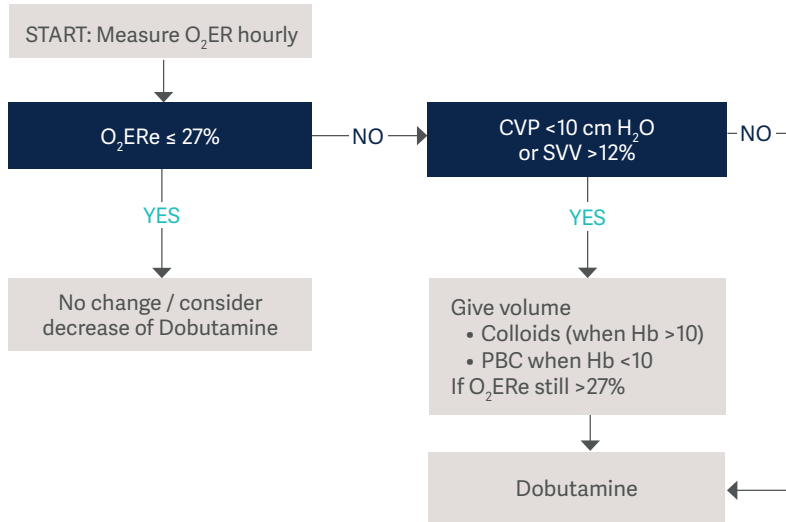 START: Measure O₂ER hourly
O₂ERe ≤ 27%
NO
CVP <10 cm H₂O
or SVV >12%
NO
YES
YES
No change / consider
decrease of Dobutamine
Give volume
• Colloids (when Hb >10)
• PBC when Hb <10
If O₂ERe still >27%
Dobutamine